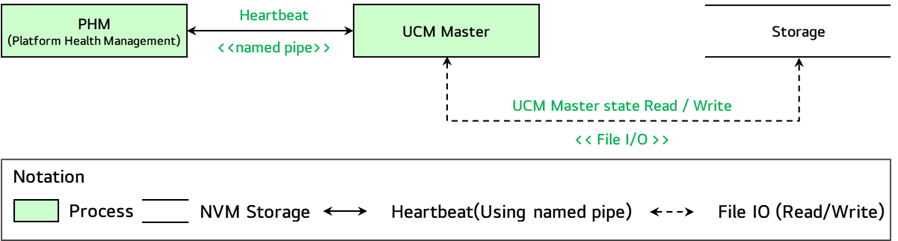 PHM
(Platform Health Management)
Heartbeat
<<named pipe>>
UCM Master
Storage
UCM Master state Read / Write
<< File I/O >>
Notation
Process
NVM Storage
Heartbeat(Using named pipe)
File IO (Read/Write)